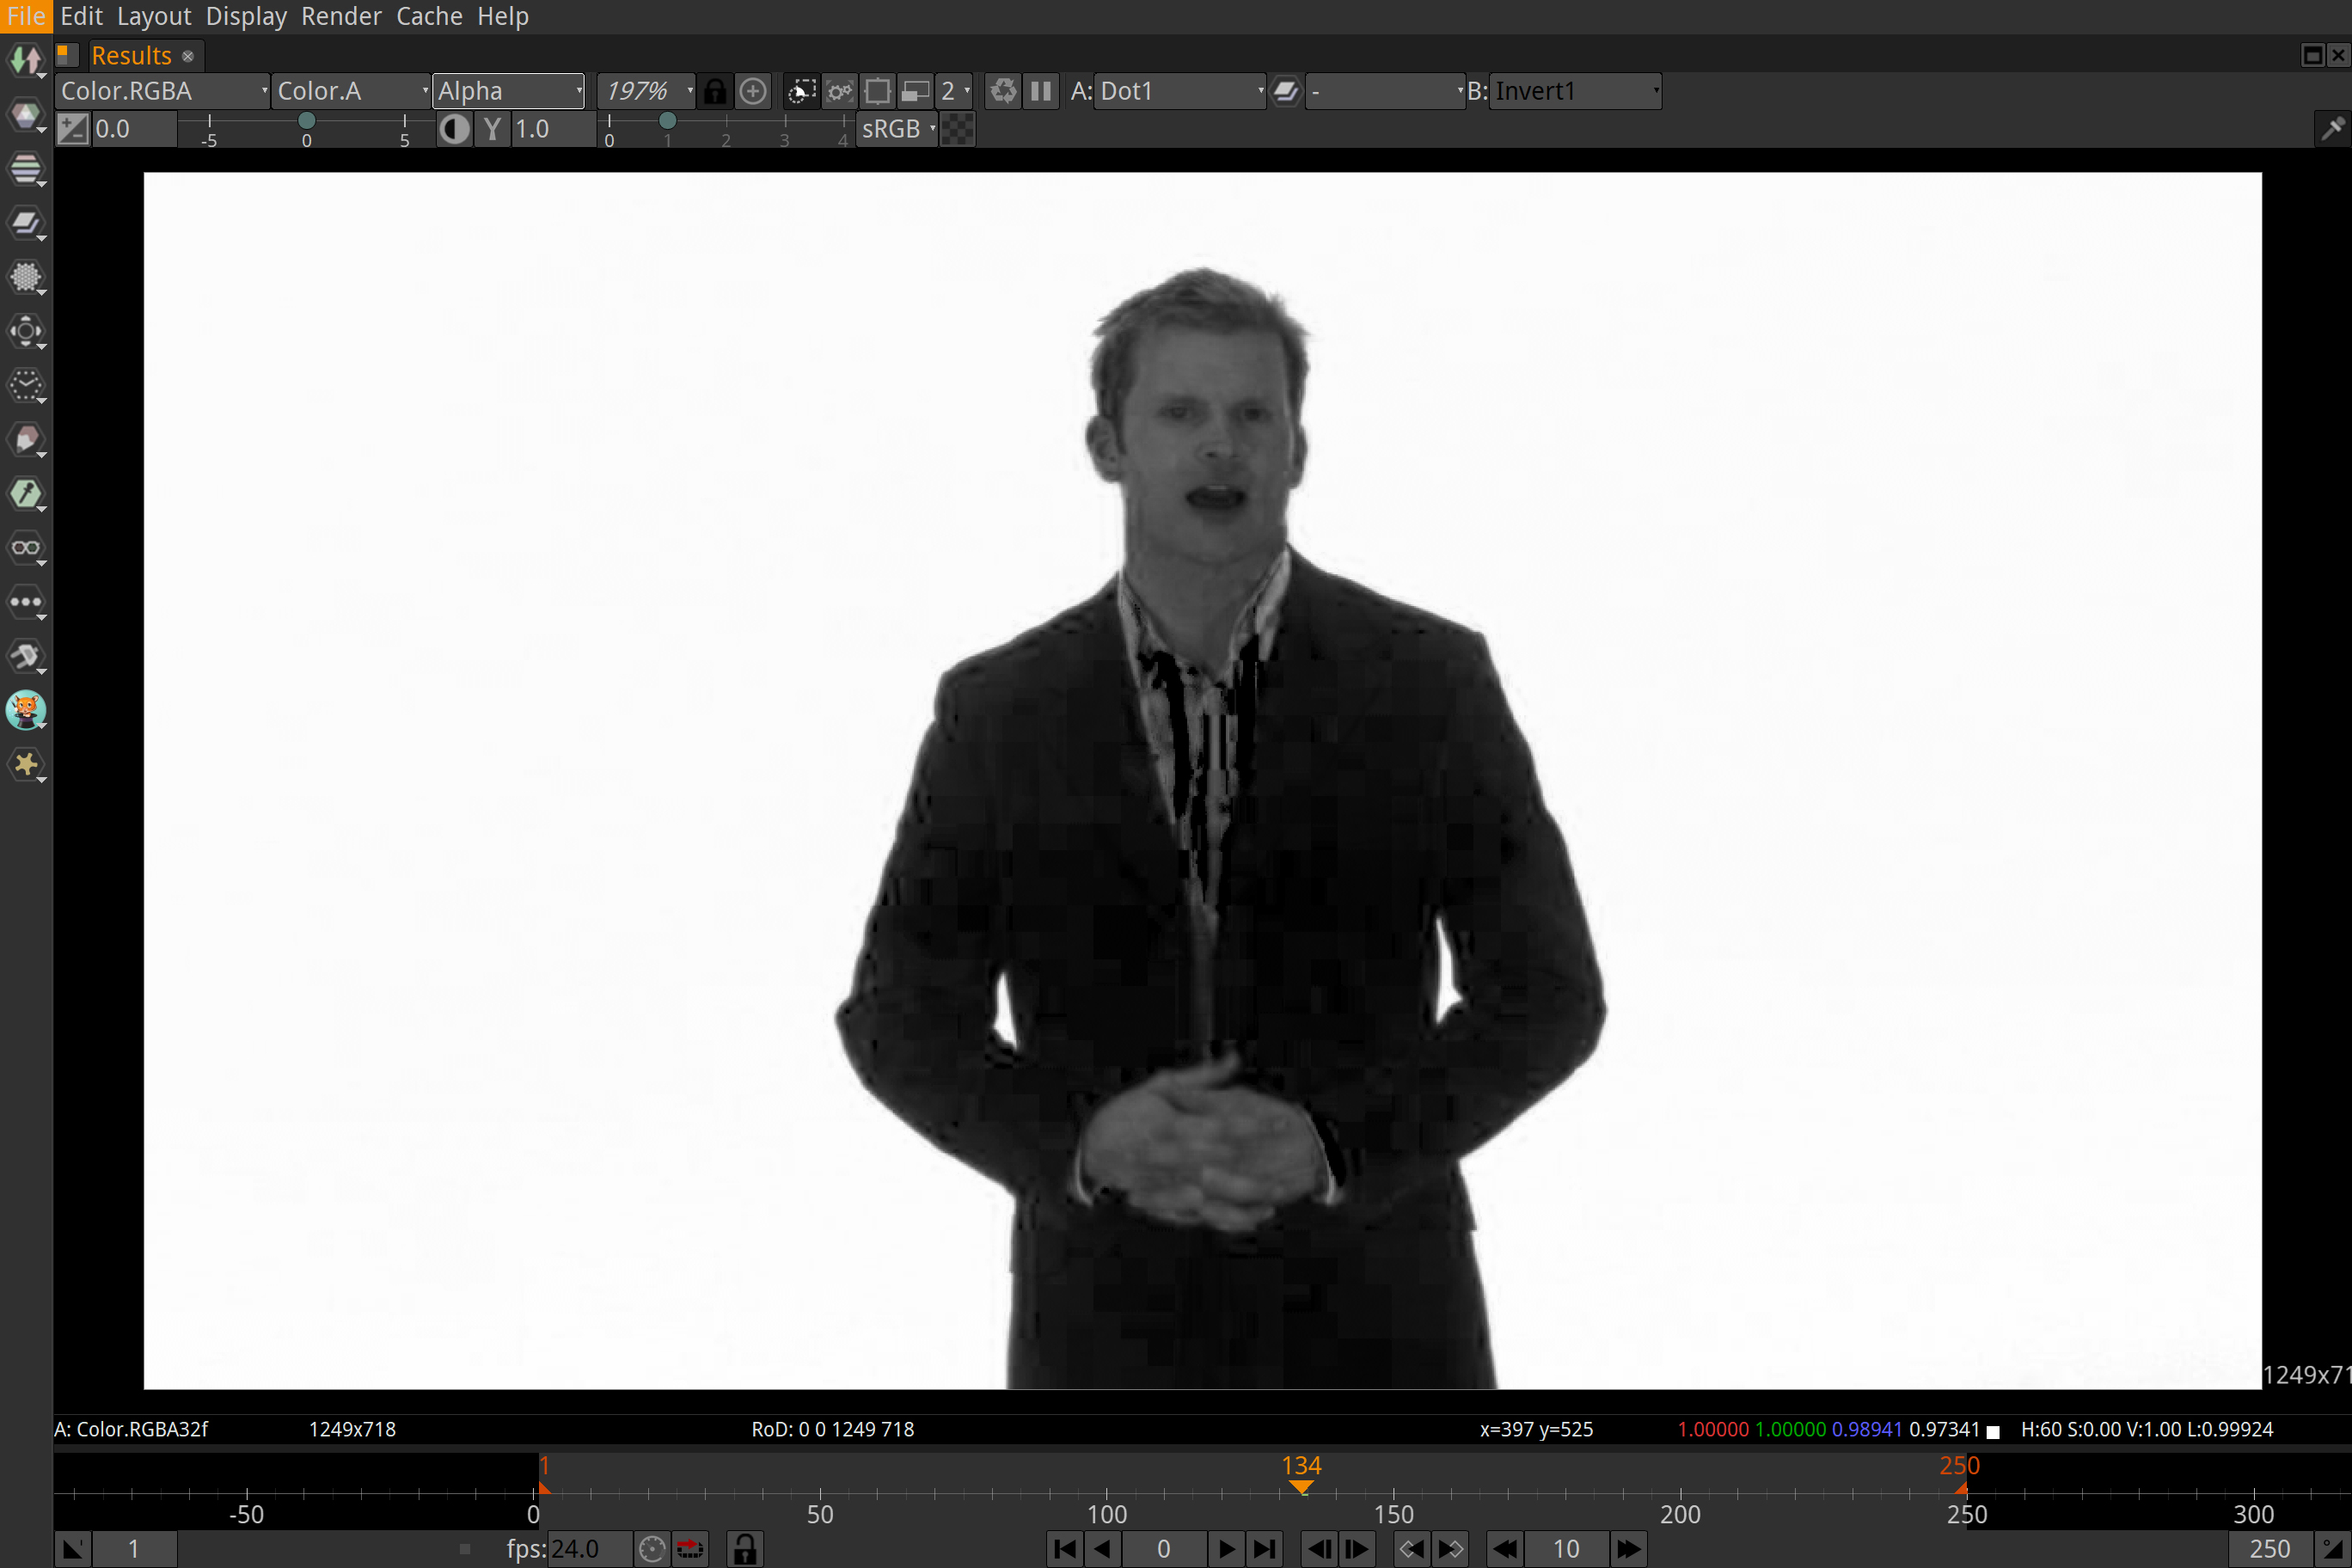 File Edit Layout Display Render Cache Help
Results
Color.RGBA Color.A Alpha 197% 2 A: Dot1 - B: Invert1
0.0 -5 0 5 Y 1.0 0 1 2 3 4 sRGB
1249x71
A: Color.RGBA32f 1249x718 RoD: 0 0 1249 718 x=397 y=525 1.00000 1.00000 0.98941 0.97341 H:60 S:0.00 V:1.00 L:0.99924
1 134 250
-50 0 50 100 150 200 250 300
1 fps: 24.0 0 10 250